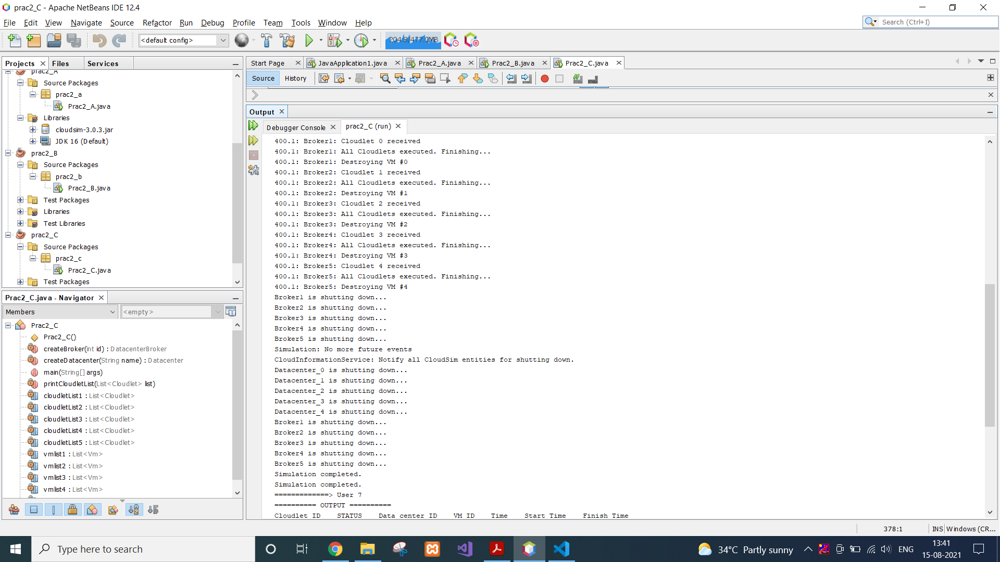 prac2_C - Apache NetBeans IDE 12.4
File Edit View Navigate Source Refactor Run Debug Profile Team Tools Window Help
Search (Ctrl+I)
<default config>
204.8/477.0MB
Projects Files Services
prac2_A
Source Packages
prac2_a
Prac2_A.java
Libraries
cloudsim-3.0.3.jar
JDK 16 (Default)
prac2_B
Source Packages
prac2_b
Prac2_B.java
Test Packages
Libraries
Test Libraries
prac2_C
Source Packages
prac2_c
Prac2_C.java
Test Packages
Prac2_C.java - Navigator
Members <empty>
Prac2_C
Prac2_C()
createBroker(int id) : DatacenterBroker
createDatacenter(String name) : Datacenter
main(String[] args)
printCloudletList(List<Cloudlet> list)
cloudletList1 : List<Cloudlet>
cloudletList2 : List<Cloudlet>
cloudletList3 : List<Cloudlet>
cloudletList4 : List<Cloudlet>
cloudletList5 : List<Cloudlet>
vmlist1 : List<Vm>
vmlist2 : List<Vm>
vmlist3 : List<Vm>
vmlist4 : List<Vm>
Start Page JavaApplication1.java Prac2_A.java Prac2_B.java Prac2_C.java
Source History
Output
Debugger Console prac2_C (run)
400.1: Broker1: Cloudlet 0 received
400.1: Broker1: All Cloudlets executed. Finishing...
400.1: Broker1: Destroying VM #0
400.1: Broker2: Cloudlet 1 received
400.1: Broker2: All Cloudlets executed. Finishing...
400.1: Broker2: Destroying VM #1
400.1: Broker3: Cloudlet 2 received
400.1: Broker3: All Cloudlets executed. Finishing...
400.1: Broker3: Destroying VM #2
400.1: Broker4: Cloudlet 3 received
400.1: Broker4: All Cloudlets executed. Finishing...
400.1: Broker4: Destroying VM #3
400.1: Broker5: Cloudlet 4 received
400.1: Broker5: All Cloudlets executed. Finishing...
400.1: Broker5: Destroying VM #4
Broker1 is shutting down...
Broker2 is shutting down...
Broker3 is shutting down...
Broker4 is shutting down...
Broker5 is shutting down...
Simulation: No more future events
CloudInformationService: Notify all CloudSim entities for shutting down.
Datacenter_0 is shutting down...
Datacenter_1 is shutting down...
Datacenter_2 is shutting down...
Datacenter_3 is shutting down...
Datacenter_4 is shutting down...
Broker1 is shutting down...
Broker2 is shutting down...
Broker3 is shutting down...
Broker4 is shutting down...
Broker5 is shutting down...
Simulation completed.
Simulation completed.
=============> User 7
========== OUTPUT ==========
Cloudlet ID STATUS Data center ID VM ID Time Start Time Finish Time
378:1 INS Windows (CR...
Type here to search
34°C Partly sunny
ENG
13:41
15-08-2021